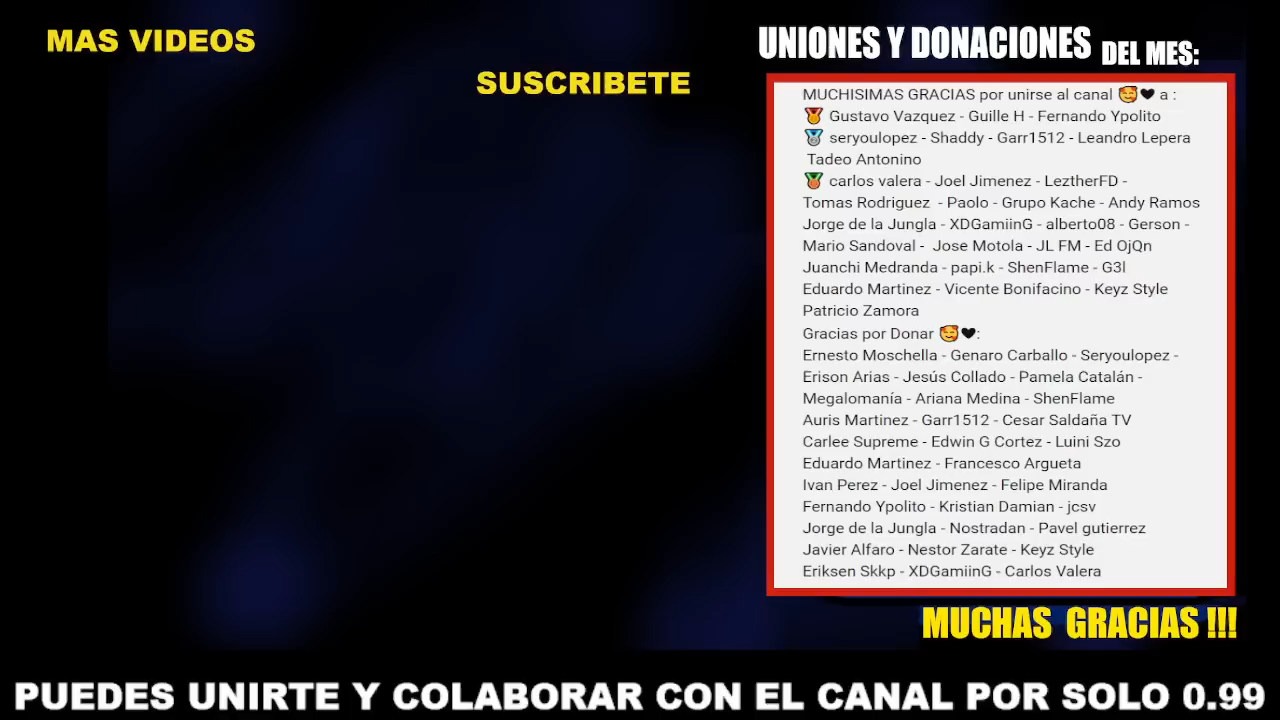 MAS VIDEOS
SUSCRIBETE
UNIONES Y DONACIONES DEL MES:
MUCHISIMAS GRACIAS por unirse al canal 🥰🖤 a :
🏅 Gustavo Vazquez - Guille H - Fernando Ypolito
🥈 seryoulopez - Shaddy - Garr1512 - Leandro Lepera
Tadeo Antonino
🥉 carlos valera - Joel Jimenez - LeztherFD -
Tomas Rodriguez - Paolo - Grupo Kache - Andy Ramos
Jorge de la Jungla - XDGamiinG - alberto08 - Gerson -
Mario Sandoval - Jose Motola - JL FM - Ed OjQn
Juanchi Medranda - papi.k - ShenFlame - G3l
Eduardo Martinez - Vicente Bonifacino - Keyz Style
Patricio Zamora
Gracias por Donar 🥰🖤:
Ernesto Moschella - Genaro Carballo - Seryoulopez -
Erison Arias - Jesús Collado - Pamela Catalán -
Megalomanía - Ariana Medina - ShenFlame
Auris Martinez - Garr1512 - Cesar Saldaña TV
Carlee Supreme - Edwin G Cortez - Luini Szo
Eduardo Martinez - Francesco Argueta
Ivan Perez - Joel Jimenez - Felipe Miranda
Fernando Ypolito - Kristian Damian - jcsv
Jorge de la Jungla - Nostradan - Pavel gutierrez
Javier Alfaro - Nestor Zarate - Keyz Style
Eriksen Skkp - XDGamiinG - Carlos Valera
MUCHAS GRACIAS !!!
PUEDES UNIRTE Y COLABORAR CON EL CANAL POR SOLO 0.99